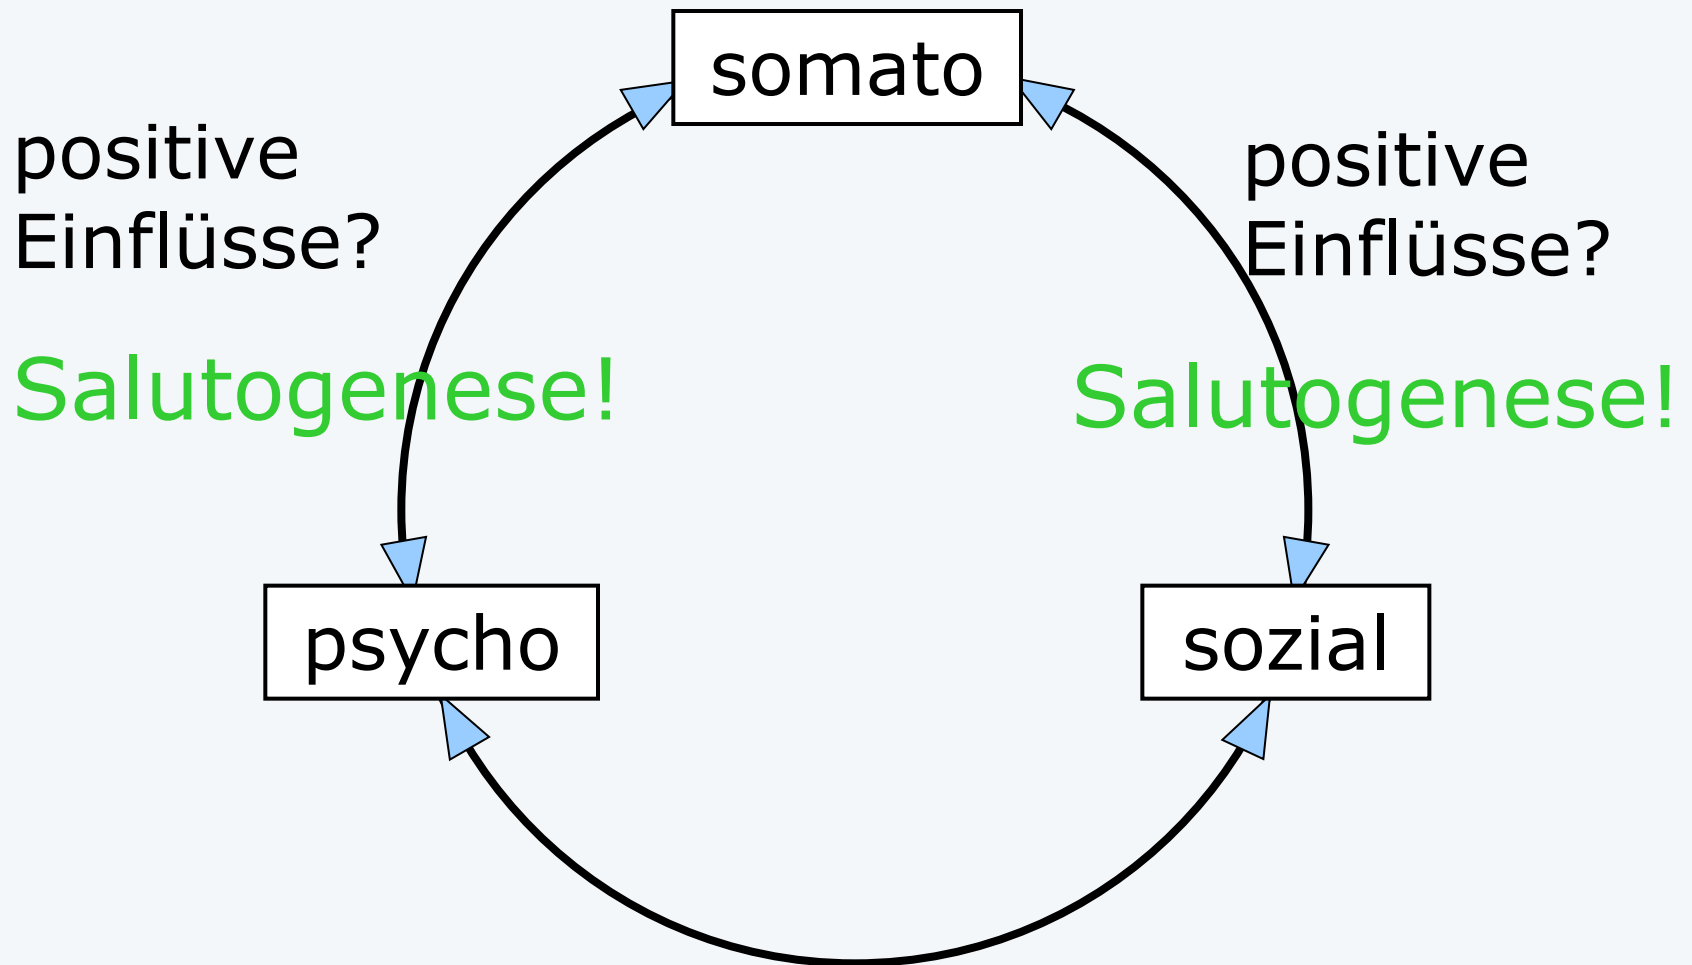 somato
positive
Einflüsse?
Salutogenese!
positive
Einflüsse?
Salutogenese!
psycho
sozial